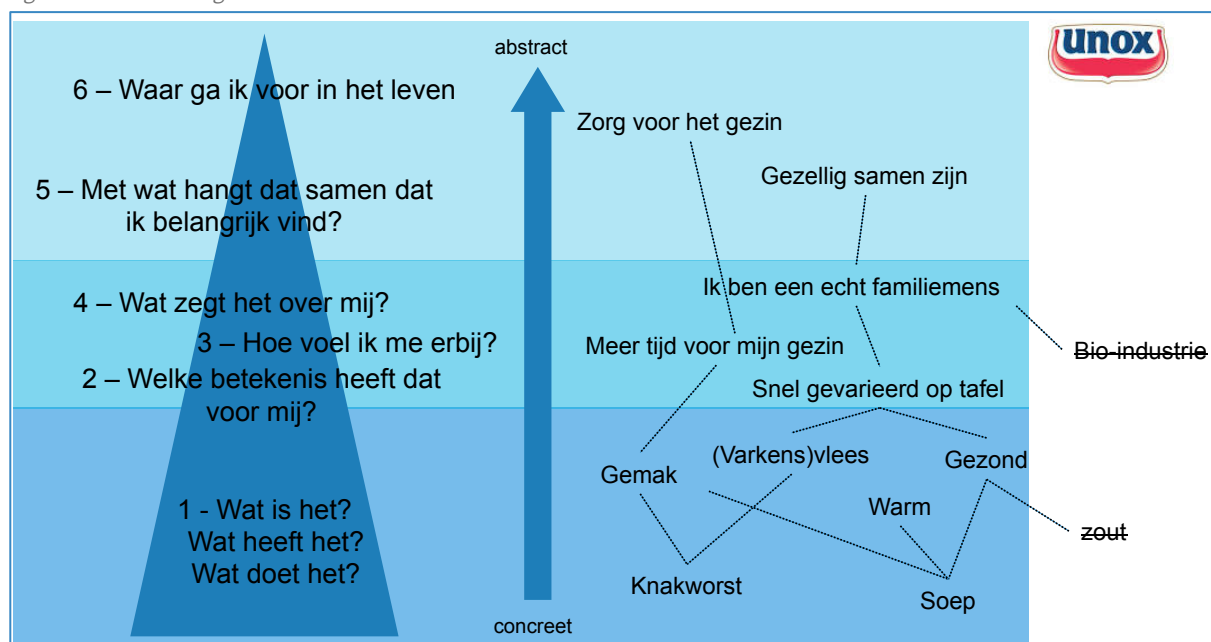 abstract
unox
6 – Waar ga ik voor in het leven
Zorg voor het gezin
Gezellig samen zijn
5 – Met wat hangt dat samen dat
ik belangrijk vind?
Ik ben een echt familiemens
4 – Wat zegt het over mij?
3 – Hoe voel ik me erbij?
Meer tijd voor mijn gezin
Bio-industrie
2 – Welke betekenis heeft dat
voor mij?
Snel gevarieerd op tafel
(Varkens)vlees
Gezond
Gemak
1 - Wat is het?
Wat heeft het?
Wat doet het?
Warm
zout
Knakworst
Soep
concreet